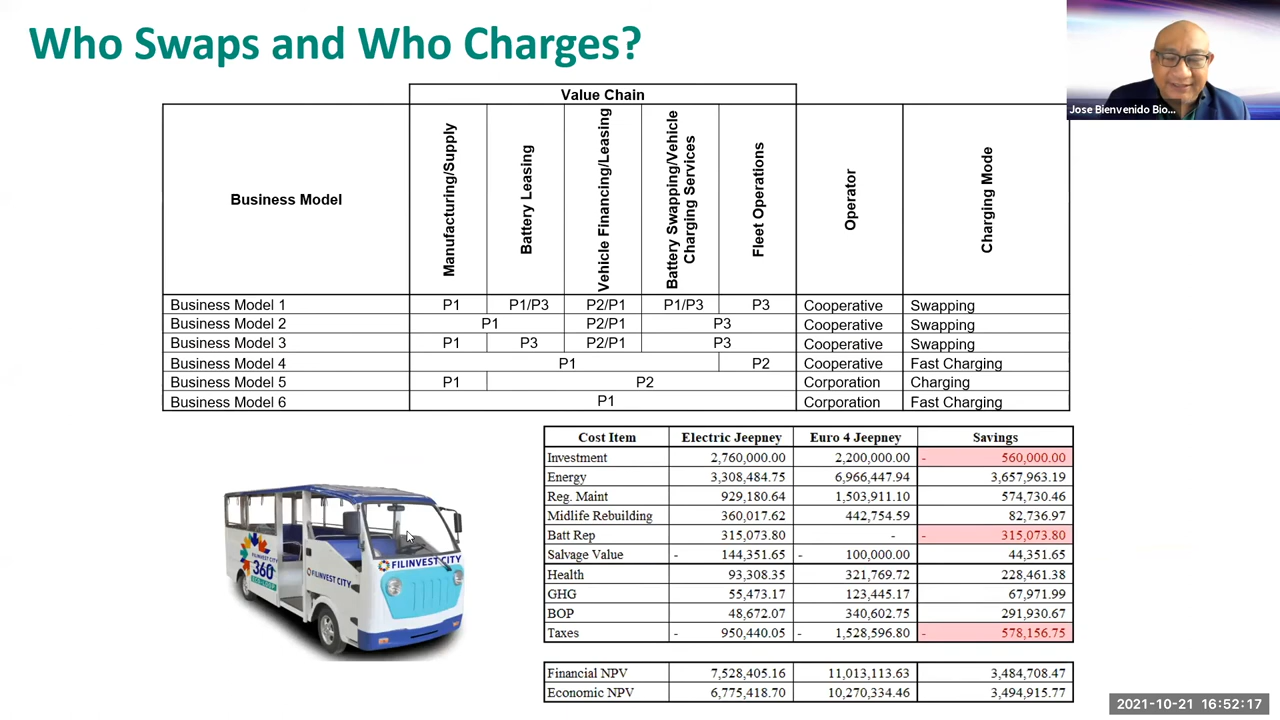 Who Swaps and Who Charges?
Jose Bienvenido Bio...
Value Chain
Business Model
Manufacturing/Supply
Battery Leasing
Vehicle Financing/Leasing
Battery Swapping/Vehicle
Charging Services
Fleet Operations
Operator
Charging Mode
Business Model 1 P1 P1/P3 P2/P1 P1/P3 P3 Cooperative Swapping
Business Model 2 P1 P2/P1 P3 Cooperative Swapping
Business Model 3 P1 P3 P2/P1 P3 Cooperative Swapping
Business Model 4 P1 P2 Cooperative Fast Charging
Business Model 5 P1 P2 Corporation Charging
Business Model 6 P1 Corporation Fast Charging
Cost Item Electric Jeepney Euro 4 Jeepney Savings
Investment 2,760,000.00 2,200,000.00 - 560,000.00
Energy 3,308,484.75 6,966,447.94 3,657,963.19
Reg. Maint 929,180.64 1,503,911.10 574,730.46
Midlife Rebuilding 360,017.62 442,754.59 82,736.97
Batt Rep 315,073.80 - - 315,073.80
Salvage Value - 144,351.65 - 100,000.00 44,351.65
Health 93,308.35 321,769.72 228,461.38
GHG 55,473.17 123,445.17 67,971.99
BOP 48,672.07 340,602.75 291,930.67
Taxes - 950,440.05 - 1,528,596.80 - 578,156.75
Financial NPV 7,528,405.16 11,013,113.63 3,484,708.47
Economic NPV 6,775,418.70 10,270,334.46 3,494,915.77
FILINVEST CITY
360
ECO-LOOP
FILINVEST CITY
2021-10-21 16:52:17